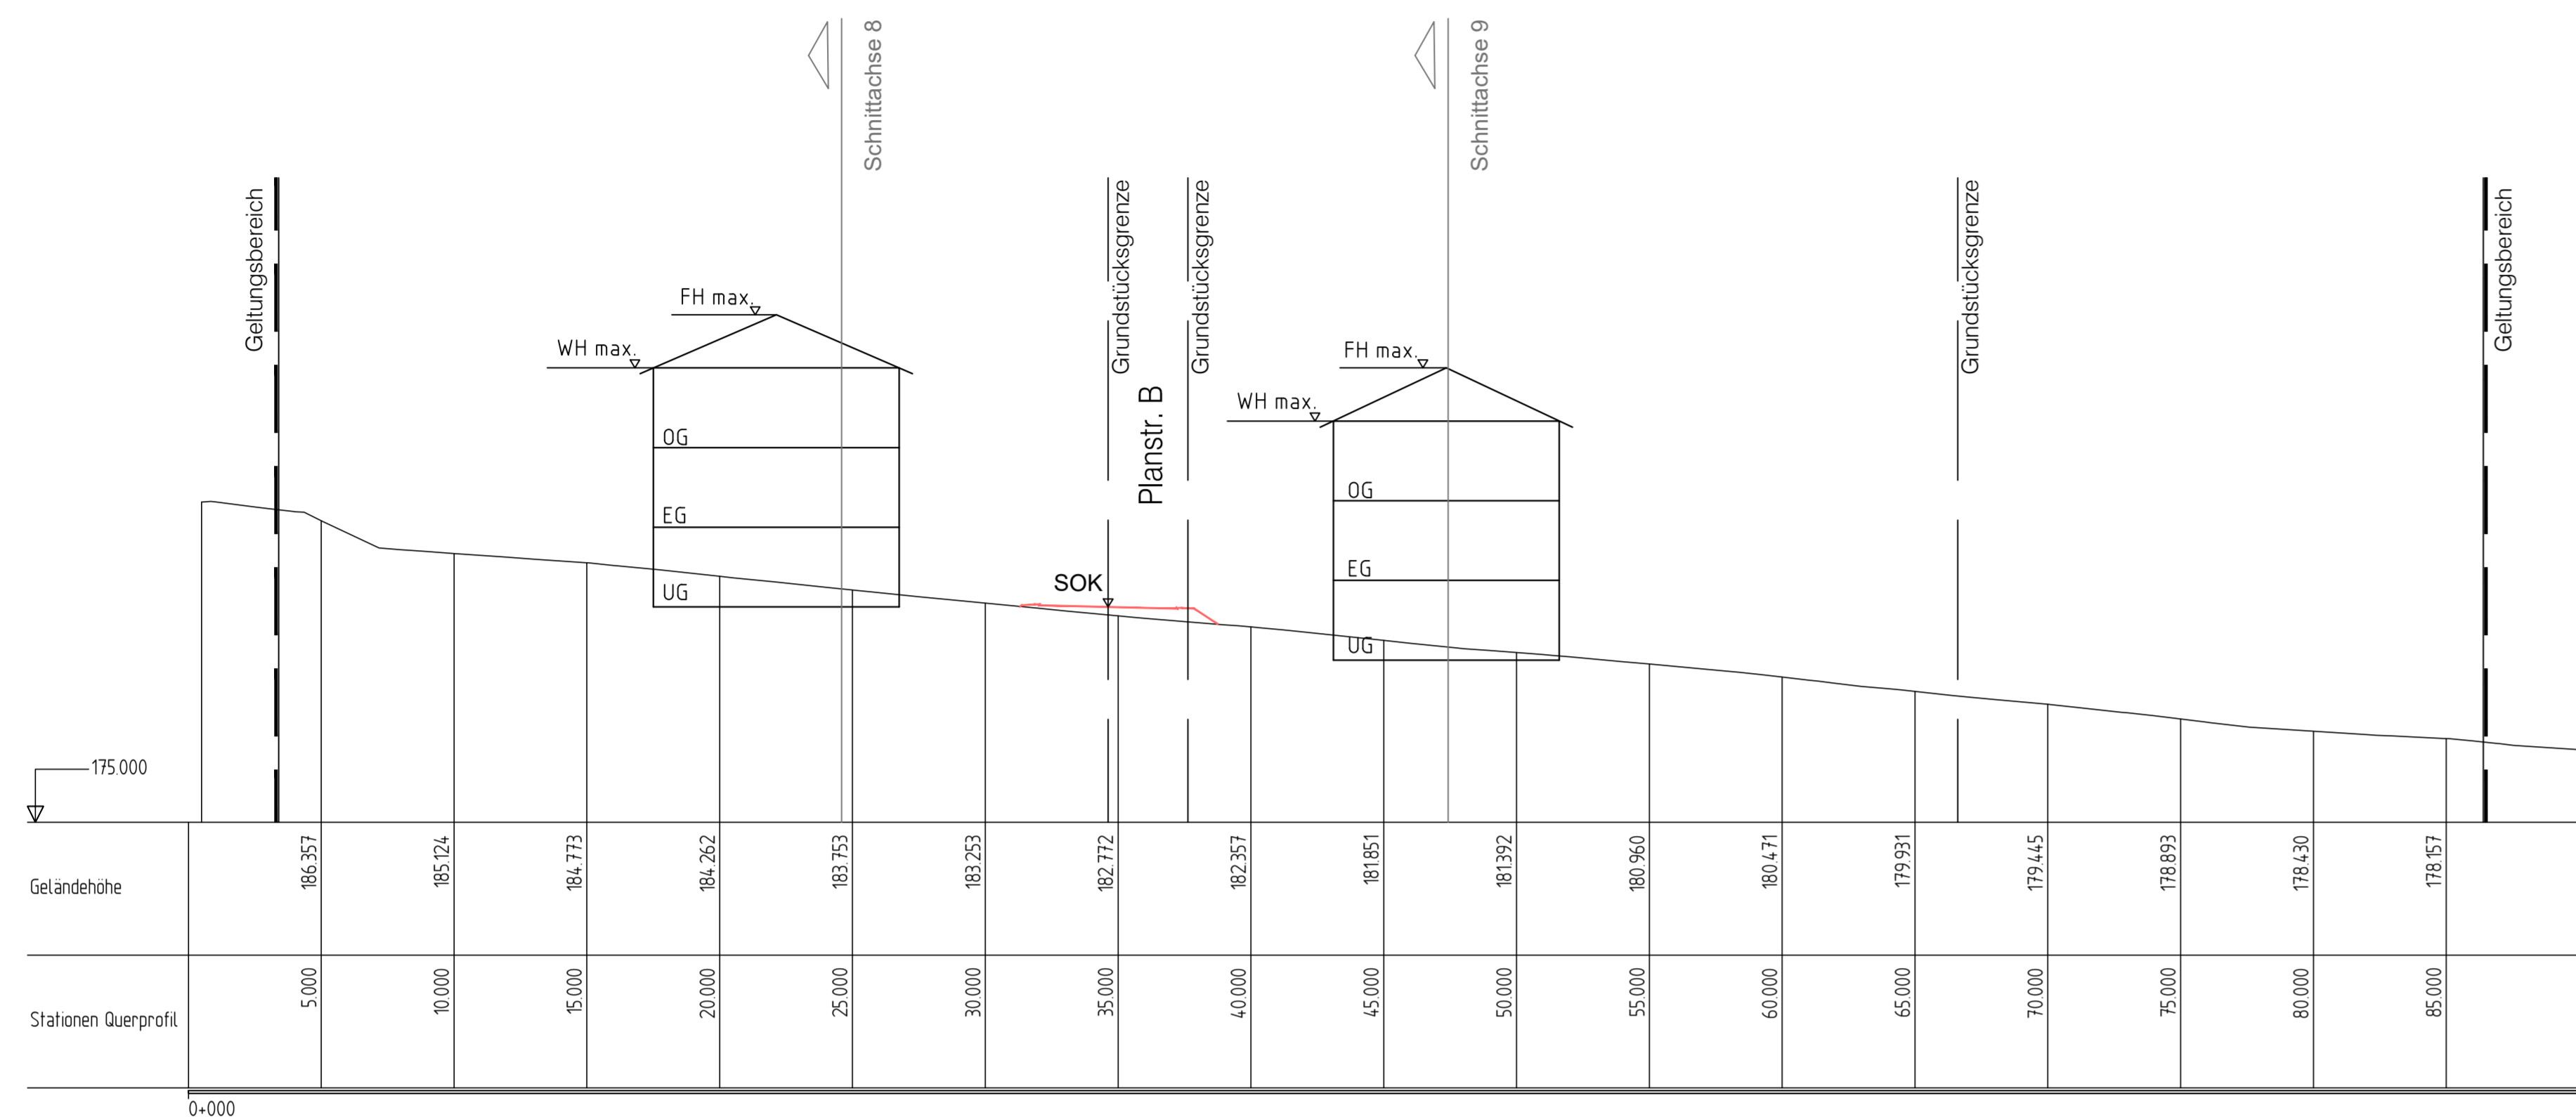 Schnittachse 8
Schnittachse 9
Geltungsbereich
Grundstücksgrenze
Grundstücksgrenze
Grundstücksgrenze
Geltungsbereich
FH max.
WH max.
OG
EG
UG
Planstr. B
SOK
FH max.
WH max.
OG
EG
UG
175.000
Geländehöhe
186.357
185.124
184.773
184.262
183.753
183.253
182.772
182.357
181.851
181.392
180.960
180.471
179.931
179.445
178.893
178.430
178.157
Stationen Querprofil
5.000
10.000
15.000
20.000
25.000
30.000
35.000
40.000
45.000
50.000
55.000
60.000
65.000
70.000
75.000
80.000
85.000
0+000